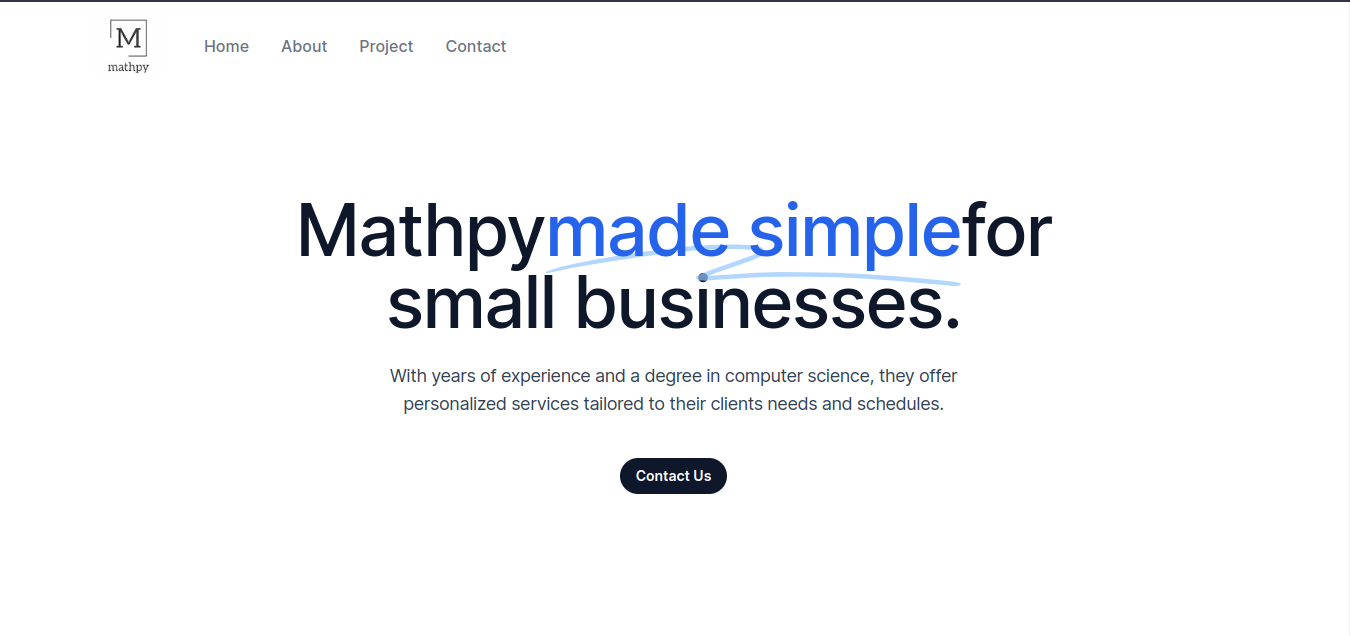 M
mathpy
Home About Project Contact
Mathpymade simplefor
small businesses.
With years of experience and a degree in computer science, they offer
personalized services tailored to their clients needs and schedules.
Contact Us